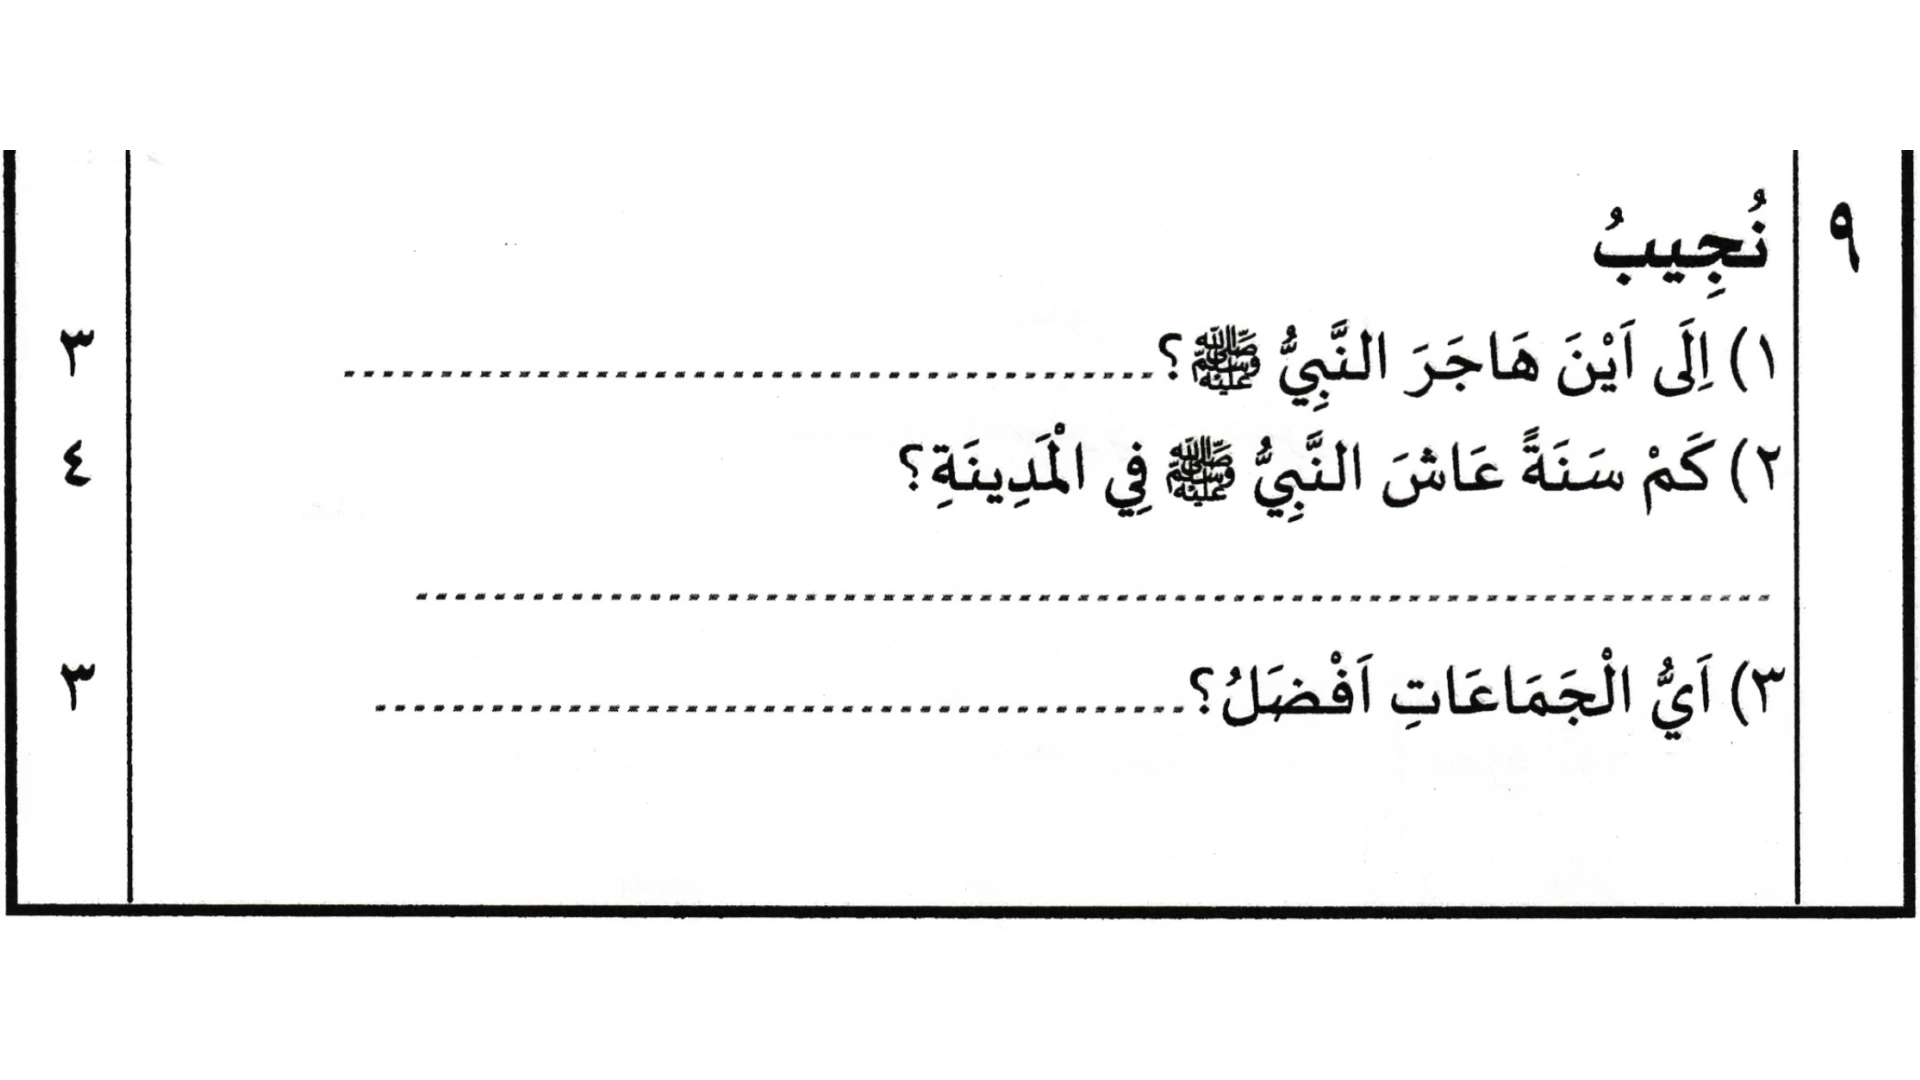 ٩ نُجِيبُ
١) اِلَى اَيْنَ هَاجَرَ النَّبِيُّ ﷺ؟ ........................................ ٣
٢) كَمْ سَنَةً عَاشَ النَّبِيُّ ﷺ فِي الْمَدِينَةِ؟ ٤
......................................................................
٣) اَيُّ الْجَمَاعَاتِ اَفْضَلُ؟ ........................................ ٣